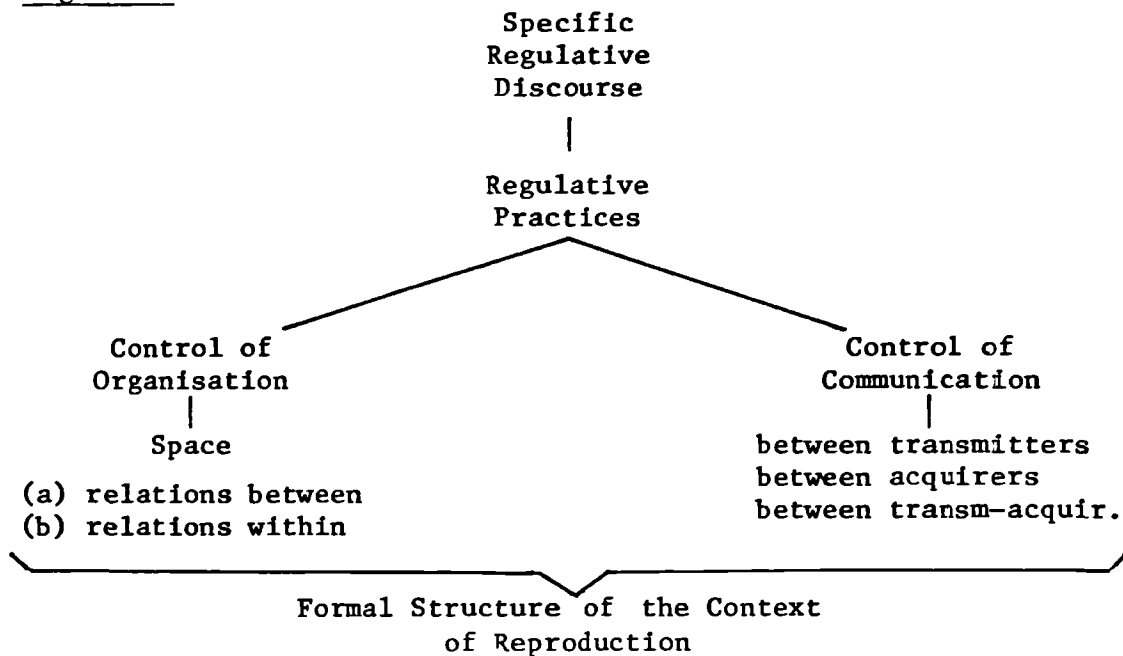 Specific
Regulative
Discourse
Regulative
Practices
Control of
Organisation
Space
(a) relations between
(b) relations within
Control of
Communication
between transmitters
between acquirers
between transm-acquir.
Formal Structure of the Context
of Reproduction